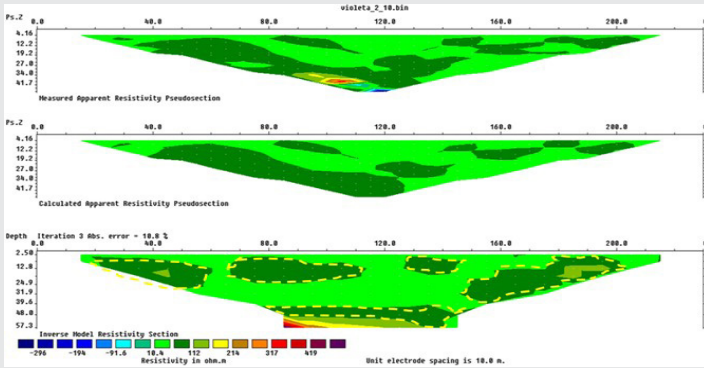 violeta_2_10.bin
Ps.Z 0.0 40.0 80.0 120.0 160.0 200.0
4.16
12.2
19.2
27.0
34.0
41.7
Measured Apparent Resistivity Pseudosection
Ps.Z 0.0 40.0 80.0 120.0 160.0 200.0
4.16
12.2
19.2
27.0
34.0
41.7
Calculated Apparent Resistivity Pseudosection
Depth Iteration 3 Abs. error = 10.8 %
0.0 40.0 80.0 120.0 160.0 200.0
2.50
12.0
24.9
31.9
39.6
48.0
57.3
Inverse Model Resistivity Section
-296 -194 -91.6 10.4 112 214 317 419
Resistivity in ohm.m Unit electrode spacing is 10.0 m.